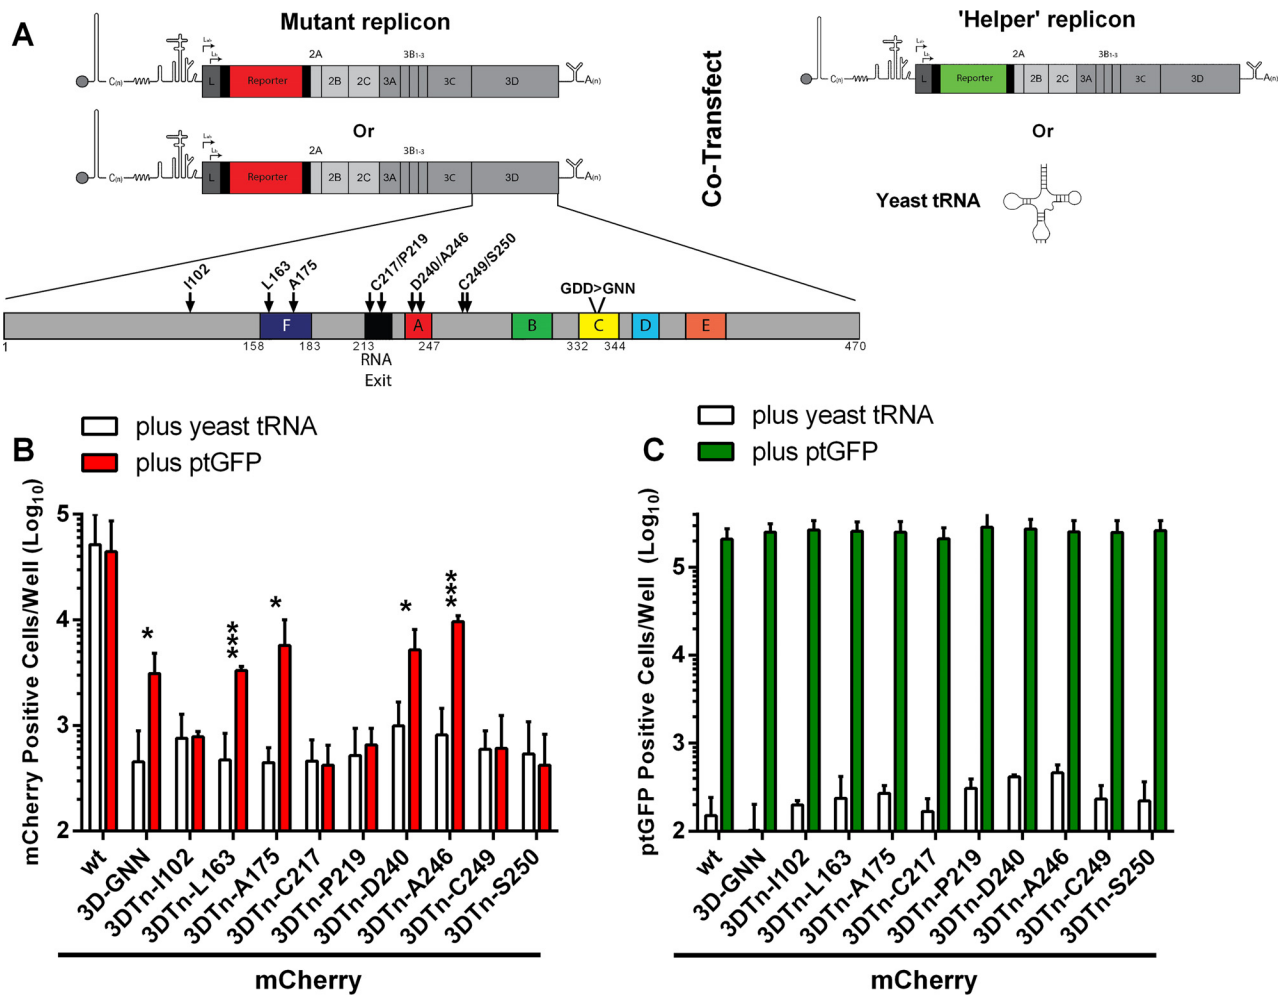 A
Mutant replicon
'Helper' replicon
2A 3B1-3
Lab
Lb
C(n) L Reporter 2B 2C 3A 3C 3D A(n)
2A 3B1-3
Lab
Lb
C(n) L Reporter 2B 2C 3A 3C 3D A(n)
Or
2A 3B1-3
Lab
Lb
C(n) L Reporter 2B 2C 3A 3C 3D A(n)
Co-Transfect
Or
Yeast tRNA
I102 L163 A175 C217/P219 D240/A246 C249/S250 GDD>GNN
F A B C D E
1 158 183 213 247 332 344 470
RNA
Exit
B
plus yeast tRNA
plus ptGFP
mCherry Positive Cells/Well (Log10)
5
4
3
2
* *** * * ***
wt 3D-GNN 3DTn-I102 3DTn-L163 3DTn-A175 3DTn-C217 3DTn-P219 3DTn-D240 3DTn-A246 3DTn-C249 3DTn-S250
mCherry
C
plus yeast tRNA
plus ptGFP
ptGFP Positive Cells/Well (Log10)
5
4
3
2
wt 3D-GNN 3DTn-I102 3DTn-L163 3DTn-A175 3DTn-C217 3DTn-P219 3DTn-D240 3DTn-A246 3DTn-C249 3DTn-S250
mCherry